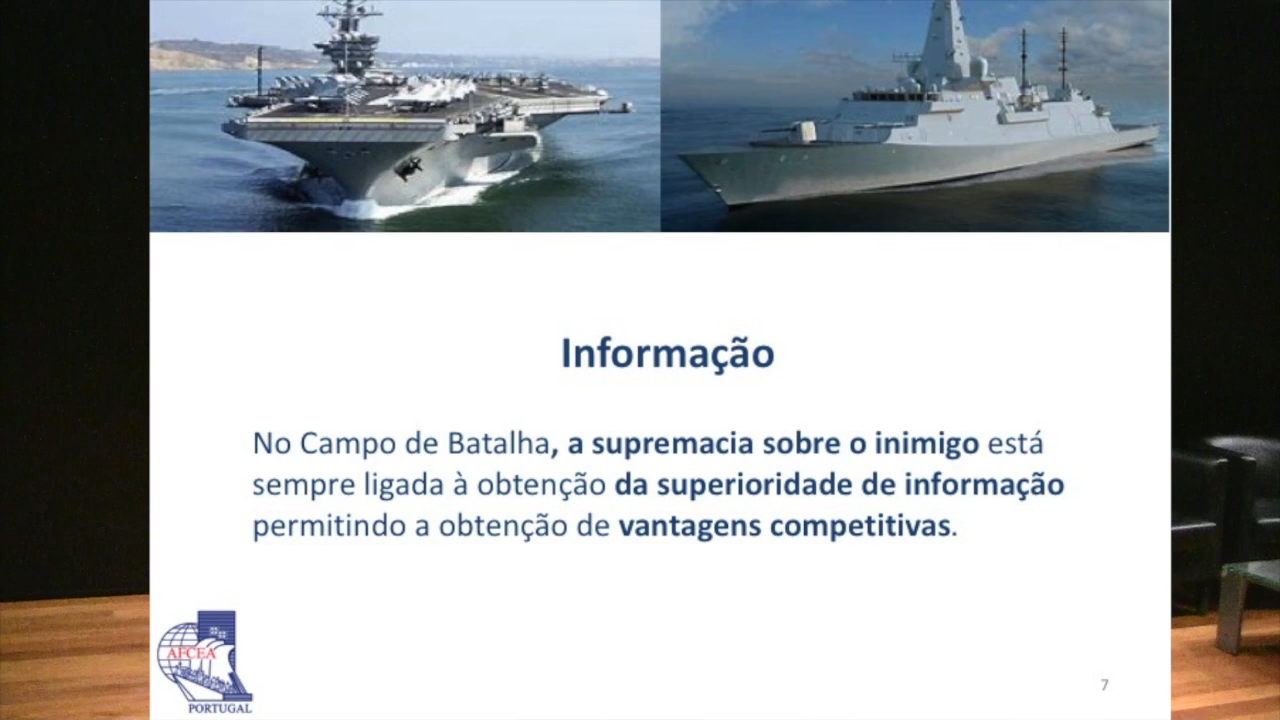 Informação
No Campo de Batalha, a supremacia sobre o inimigo está
sempre ligada à obtenção da superioridade de informação
permitindo a obtenção de vantagens competitivas.
AFCEA
PORTUGAL
7